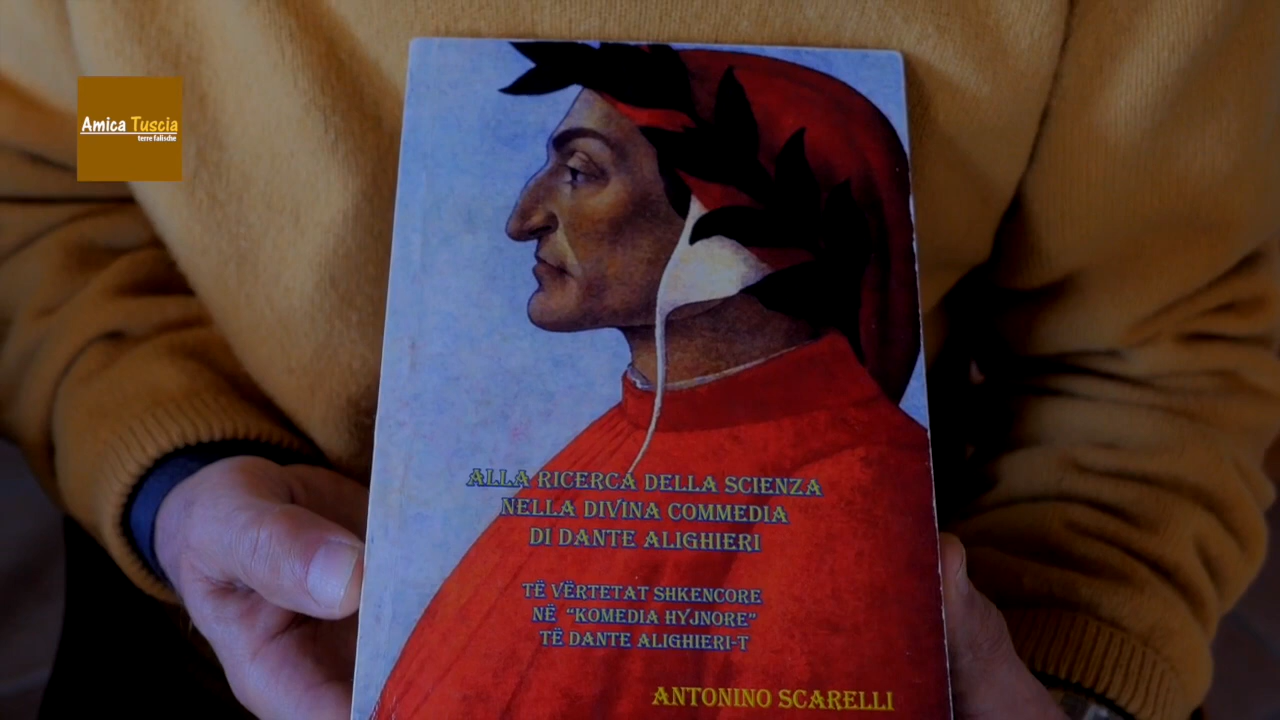 Amica Tuscia
terre falische
ALLA RICERCA DELLA SCIENZA
NELLA DIVINA COMMEDIA
DI DANTE ALIGHIERI
TË VËRTETAT SHKENCORE
NË “KOMEDIA HYJNORE”
TË DANTE ALIGHIERI-T
ANTONINO SCARELLI